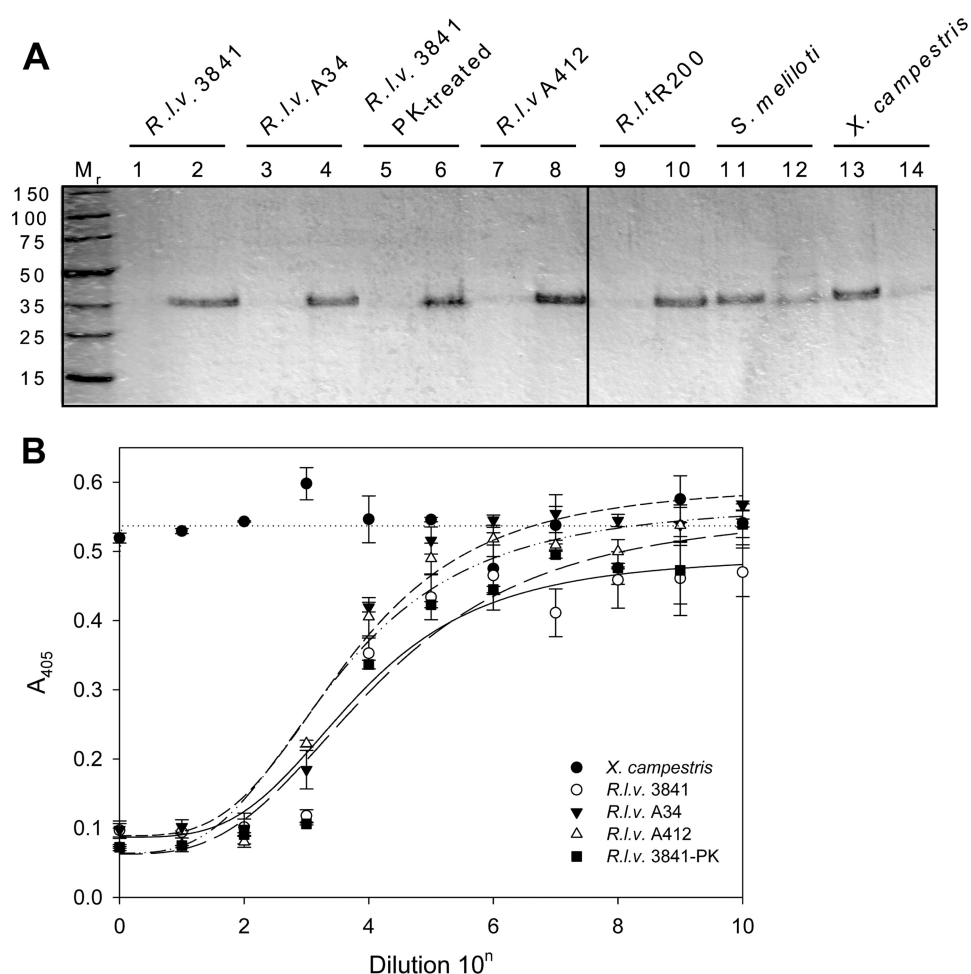 A
R.l.v. 3841
R.l.v. A34
R.l.v. 3841
PK-treated
R.l.v A412
R.l.tR200
S. meliloti
X. campestris
Mr 1 2 3 4 5 6 7 8 9 10 11 12 13 14
150
100
75
50
35
25
15
B
0.6
0.5
0.4
0.3
0.2
0.1
0.0
A405
X. campestris
R.l.v. 3841
R.l.v. A34
R.l.v. A412
R.l.v. 3841-PK
0 2 4 6 8 10
Dilution 10ⁿ